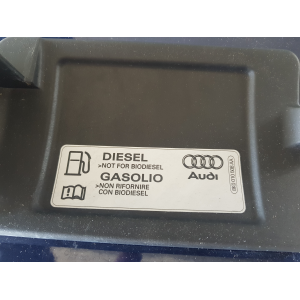 DIESEL
>NOT FOR BIODIESEL
GASOLIO
>NON RIFORNIRE
CON BIODIESEL
Audi